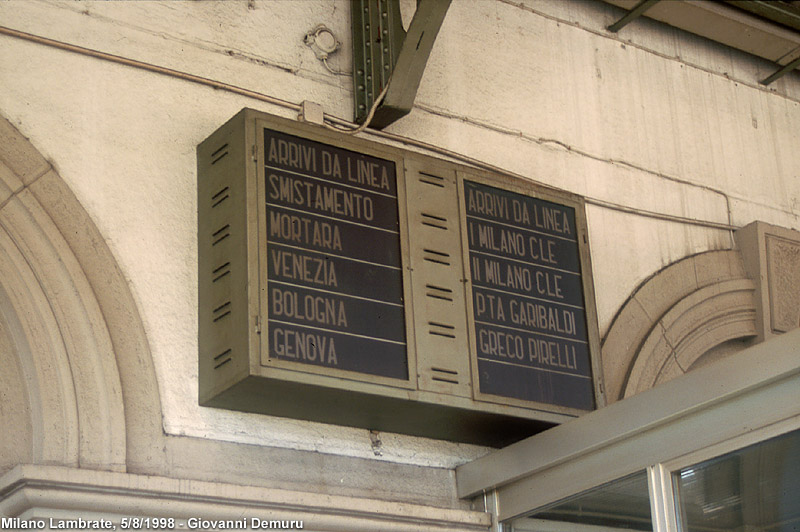 ARRIVI DA LINEA
SMISTAMENTO
MORTARA
VENEZIA
BOLOGNA
GENOVA
ARRIVI DA LINEA
I MILANO C.LE
II MILANO C.LE
P.TA GARIBALDI
GRECO PIRELLI
Milano Lambrate, 5/8/1998 - Giovanni Demuru